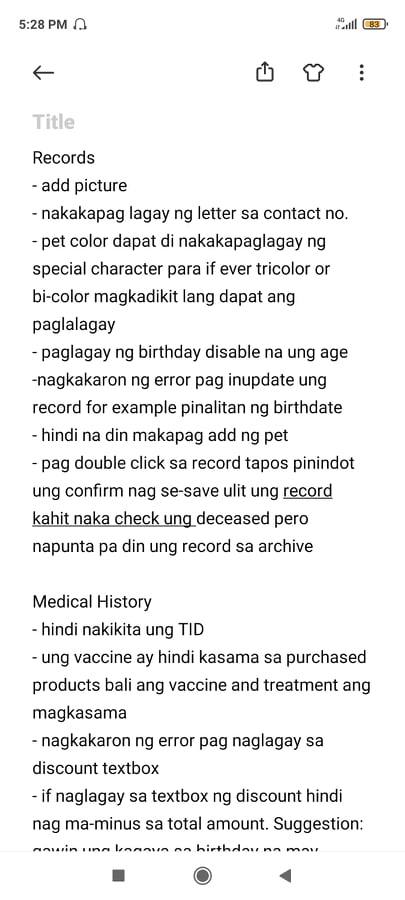 5:28 PM
4G
83
Title
Records
- add picture
- nakakapag lagay ng letter sa contact no.
- pet color dapat di nakakapaglagay ng
special character para if ever tricolor or
bi-color magkadikit lang dapat ang
paglalagay
- paglagay ng birthday disable na ung age
-nagkakaron ng error pag inupdate ung
record for example pinalitan ng birthdate
- hindi na din makapag add ng pet
- pag double click sa record tapos pinindot
ung confirm nag se-save ulit ung record
kahit naka check ung deceased pero
napunta pa din ung record sa archive
Medical History
- hindi nakikita ung TID
- ung vaccine ay hindi kasama sa purchased
products bali ang vaccine and treatment ang
magkasama
- nagkakaron ng error pag naglagay sa
discount textbox
- if naglagay sa textbox ng discount hindi
nag ma-minus sa total amount. Suggestion:
gawin ung kagaya sa birthday na may